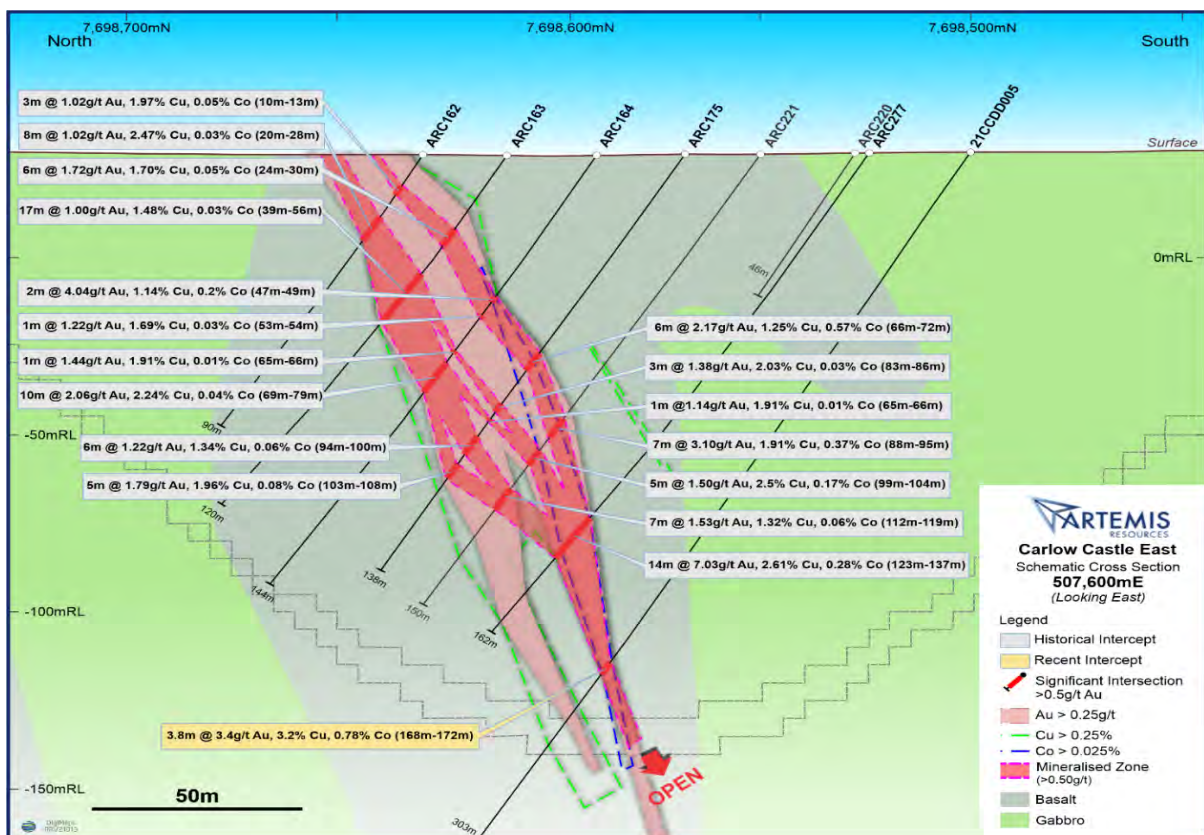 7,698,700mN
7,698,600mN
7,698,500mN
North
South
ARC162
ARC163
ARC164
ARC175
ARC221
ARC220
ARC277
21CCDD005
Surface
3m @ 1.02g/t Au, 1.97% Cu, 0.05% Co (10m-13m)
8m @ 1.02g/t Au, 2.47% Cu, 0.03% Co (20m-28m)
6m @ 1.72g/t Au, 1.70% Cu, 0.05% Co (24m-30m)
17m @ 1.00g/t Au, 1.48% Cu, 0.03% Co (39m-56m)
2m @ 4.04g/t Au, 1.14% Cu, 0.2% Co (47m-49m)
1m @ 1.22g/t Au, 1.69% Cu, 0.03% Co (53m-54m)
1m @ 1.44g/t Au, 1.91% Cu, 0.01% Co (65m-66m)
10m @ 2.06g/t Au, 2.24% Cu, 0.04% Co (69m-79m)
6m @ 1.22g/t Au, 1.34% Cu, 0.06% Co (94m-100m)
5m @ 1.79g/t Au, 1.96% Cu, 0.08% Co (103m-108m)
6m @ 2.17g/t Au, 1.25% Cu, 0.57% Co (66m-72m)
3m @ 1.38g/t Au, 2.03% Cu, 0.03% Co (83m-86m)
1m @1.14g/t Au, 1.91% Cu, 0.01% Co (65m-66m)
7m @ 3.10g/t Au, 1.91% Cu, 0.37% Co (88m-95m)
5m @ 1.50g/t Au, 2.5% Cu, 0.17% Co (99m-104m)
7m @ 1.53g/t Au, 1.32% Cu, 0.06% Co (112m-119m)
14m @ 7.03g/t Au, 2.61% Cu, 0.28% Co (123m-137m)
3.8m @ 3.4g/t Au, 3.2% Cu, 0.78% Co (168m-172m)
0mRL
-50mRL
-100mRL
-150mRL
46m
90m
120m
144m
138m
150m
162m
303m
OPEN
50m
ARTEMIS
RESOURCES
Carlow Castle East
Schematic Cross Section
507,600mE
(Looking East)
Legend
Historical Intercept
Recent Intercept
Significant Intersection
>0.5g/t Au
Au > 0.25g/t
Cu > 0.25%
Co > 0.025%
Mineralised Zone
(>0.50g/t)
Basalt
Gabbro